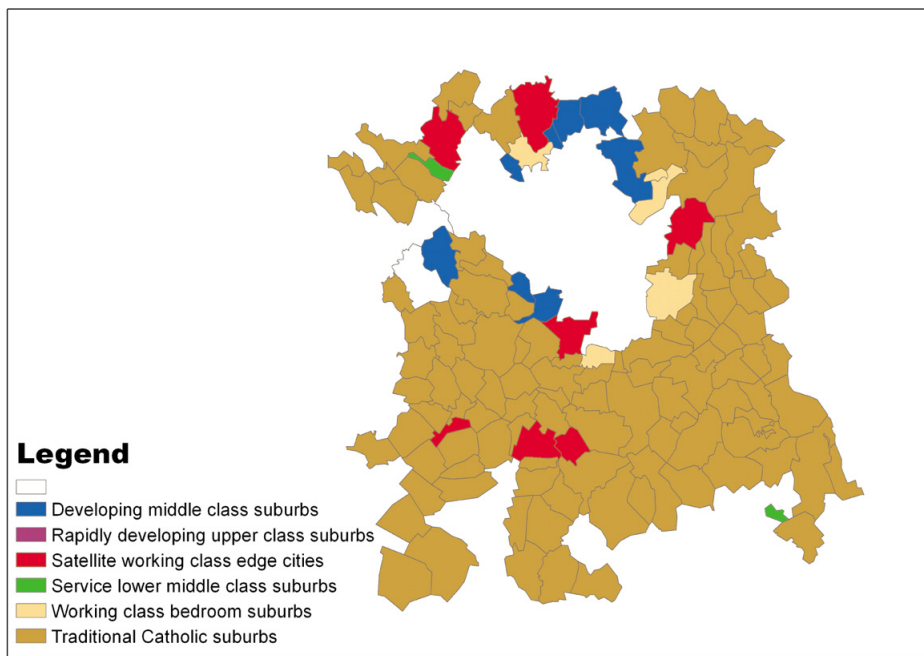 Legend
Developing middle class suburbs
Rapidly developing upper class suburbs
Satellite working class edge cities
Service lower middle class suburbs
Working class bedroom suburbs
Traditional Catholic suburbs